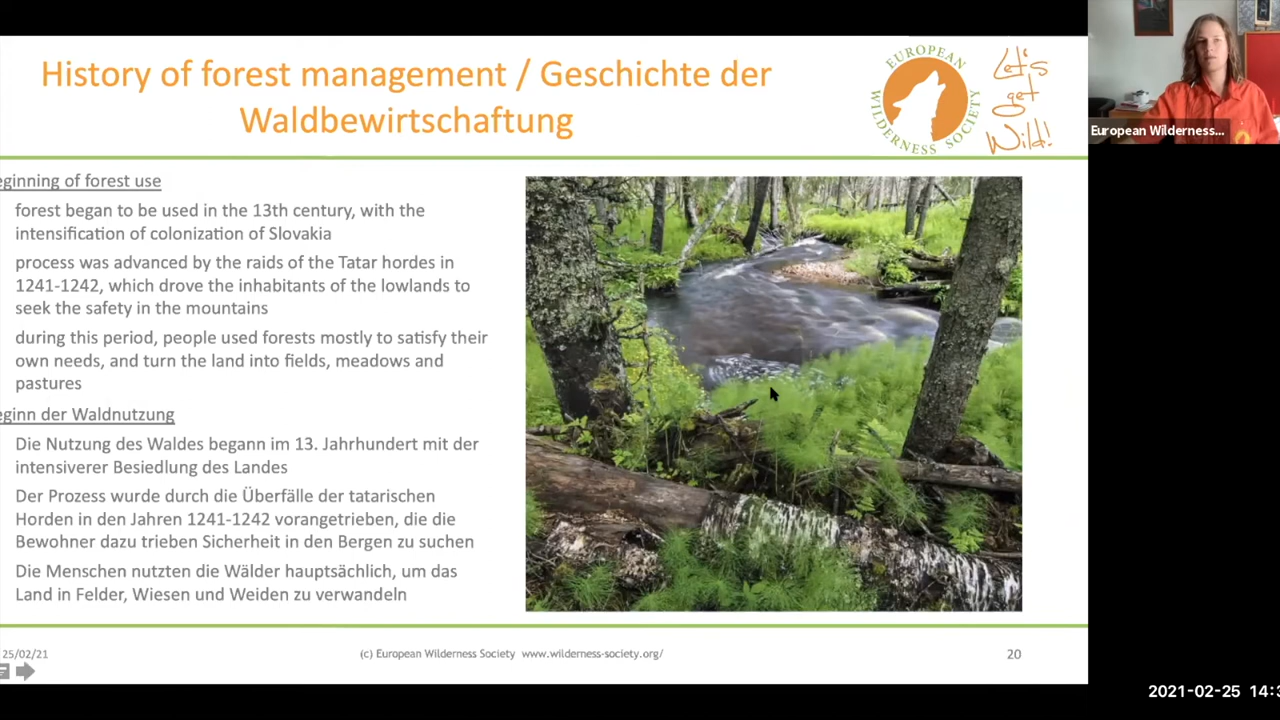 History of forest management / Geschichte der
Waldbewirtschaftung
EUROPEAN
WILDERNESS SOCIETY
Let's
get
Wild!
European Wilderness...
eginning of forest use
forest began to be used in the 13th century, with the
intensification of colonization of Slovakia
process was advanced by the raids of the Tatar hordes in
1241-1242, which drove the inhabitants of the lowlands to
seek the safety in the mountains
during this period, people used forests mostly to satisfy their
own needs, and turn the land into fields, meadows and
pastures
eginn der Waldnutzung
Die Nutzung des Waldes begann im 13. Jahrhundert mit der
intensiverer Besiedlung des Landes
Der Prozess wurde durch die Überfälle der tatarischen
Horden in den Jahren 1241-1242 vorangetrieben, die die
Bewohner dazu trieben Sicherheit in den Bergen zu suchen
Die Menschen nutzten die Wälder hauptsächlich, um das
Land in Felder, Wiesen und Weiden zu verwandeln
25/02/21
(c) European Wilderness Society www.wilderness-society.org/
20
2021-02-25 14:3